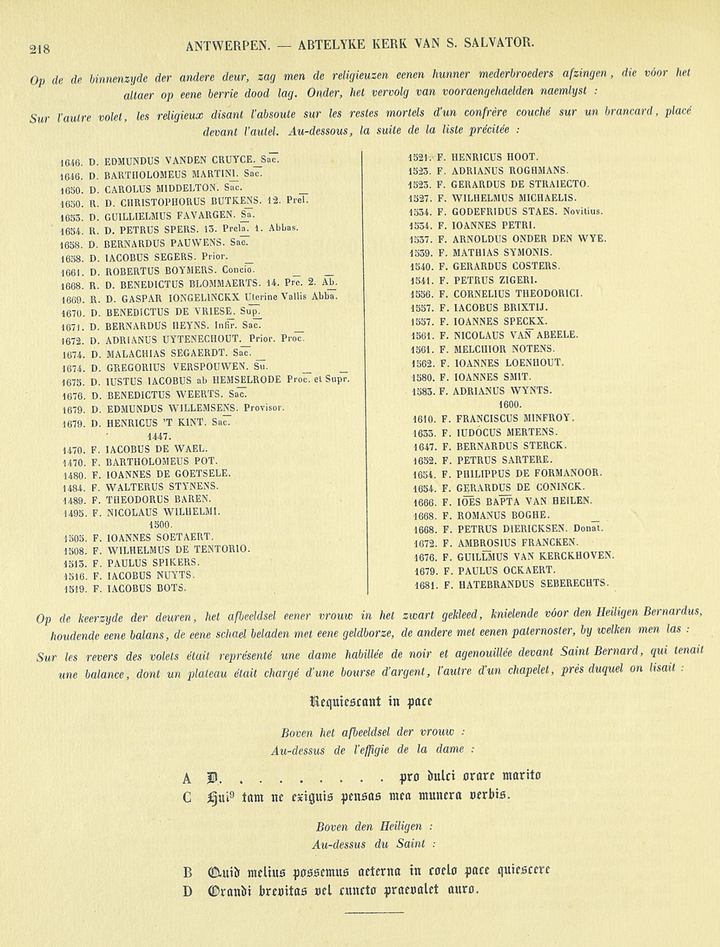 218
ANTWERPEN. — ABTELYKE KERK VAN S. SALVATOR.
Op de de binnenzyde der andere deur, zag men de religieuzen eenen hunner mederbroeders afzingen, die vóor het
altaer op eene berrie dood lag. Onder, het vervolg van vooraengehaelden naemlyst :
Sur l'autre volet, les religieux disant l'absoute sur les restes mortels d'un confrère couché sur un brancard, placé
devant l'autel. Au-dessous, la suite de la liste précitée :
1646. D. EDMUNDUS VANDEN CRUYCE. Sac.
1646. D. BARTHOLOMEUS MARTINI. Sac.
1650. D. CAROLUS MIDDELTON. Sac.
1650. R. D. CHRISTOPHORUS BUTKENS. 12. Prel.
1653. D. GUILLIELMUS FAVARGEN. Sa.
1654. R. D. PETRUS SPERS. 13. Prela. 1. Abbas.
1658. D. BERNARDUS PAUWENS. Sac.
1658. D. IACOBUS SEGERS. Prior.
1661. D. ROBERTUS BOYMERS. Concio.
1668. R. D. BENEDICTUS BLOMMAERTS. 14. Pre. 2. Ab.
1669. R. D. GASPAR IONGELINCKX Uterine Vallis Abba.
1670. D. BENEDICTUS DE VRIESE. Sup.
1671. D. BERNARDUS HEYNS. Infir. Sac.
1672. D. ADRIANUS UYTENECHOUT. Prior. Proc.
1674. D. MALACHIAS SEGAERDT. Sac.
1674. D. GREGORIUS VERSPOUWEN. Su.
1675. D. IUSTUS IACOBUS ab HEMSELRODE Proc. et Supr.
1676. D. BENEDICTUS WEERTS. Sac.
1679. D. EDMUNDUS WILLEMSENS. Provisor.
1679. D. HENRICUS 'T KINT. Sac.
1447.
1470. F. IACOBUS DE WAEL.
1470. F. BARTHOLOMEUS POT.
1480. F. IOANNES DE GOETSELE.
1484. F. WALTERUS STYNENS.
1489. F. THEODORUS BAREN.
1495. F. NICOLAUS WILHELMI.
1500.
1505. F. IOANNES SOETAERT.
1508. F. WILHELMUS DE TENTORIO.
1513. F. PAULUS SPIKERS.
1516. F. IACOBUS NUYTS.
1519. F. IACOBUS BOTS.
1521. F. HENRICUS HOOT.
1523. F. ADRIANUS ROGHMANS.
1523. F. GERARDUS DE STRAIECTO.
1527. F. WILHELMUS MICHAELIS.
1534. F. GODEFRIDUS STAES. Novitius.
1534. F. IOANNES PETRI.
1537. F. ARNOLDUS ONDER DEN WYE.
1539. F. MATHIAS SYMONIS.
1540. F. GERARDUS COSTERS.
1541. F. PETRUS ZIGERI.
1556. F. CORNELIUS THEODORICI.
1557. F. IACOBUS BRIXTIJ.
1557. F. IOANNES SPECKX.
1561. F. NICOLAUS VAN ABEELE.
1561. F. MELCHIOR NOTENS.
1562. F. IOANNES LOENHOUT.
1580. F. IOANNES SMIT.
1583. F. ADRIANUS WYNTS.
1600.
1610. F. FRANCISCUS MINFROY.
1633. F. IUDOCUS MERTENS.
1647. F. BERNARDUS STERCK.
1652. F. PETRUS SARTERE.
1654. F. PHILIPPUS DE FORMANOOR.
1654. F. GERARDUS DE CONINCK.
1666. F. IOES BAPTA VAN HEILEN.
1668. F. ROMANUS BOGHE.
1668. F. PETRUS DIERICKSEN. Donat.
1672. F. AMBROSIUS FRANCKEN.
1676. F. GUILLMUS VAN KERCKHOVEN.
1679. F. PAULUS OCKAERT.
1681. F. HATEBRANDUS SEBERECHTS.
Op de keerzyde der deuren, het afbeeldsel eener vrouw in het zwart gekleed, knielende vóor den Heiligen Bernardus,
houdende eene balans, de eene schael beladen met eene geldborze, de andere met eenen paternoster, by welken men las :
Sur les revers des volets était représenté une dame habillée de noir et agenouillée devant Saint Bernard, qui tenait
une balance, dont un plateau était chargé d'une bourse d'argent, l'autre d'un chapelet, près duquel on lisait :
Requiescant in pace
Boven het afbeeldsel der vrouw :
Au-dessus de l'effigie de la dame :
A D. . . . . . . . . pro dulci orare marito
C Hui⁹ tam ne exiguis pensas mea munera verbis.
Boven den Heiligen :
Au-dessus du Saint :
B Quid melius possemus aeterna in coelo pace quiescere
D Orandi brevitas vel cuncto praevalet auro.